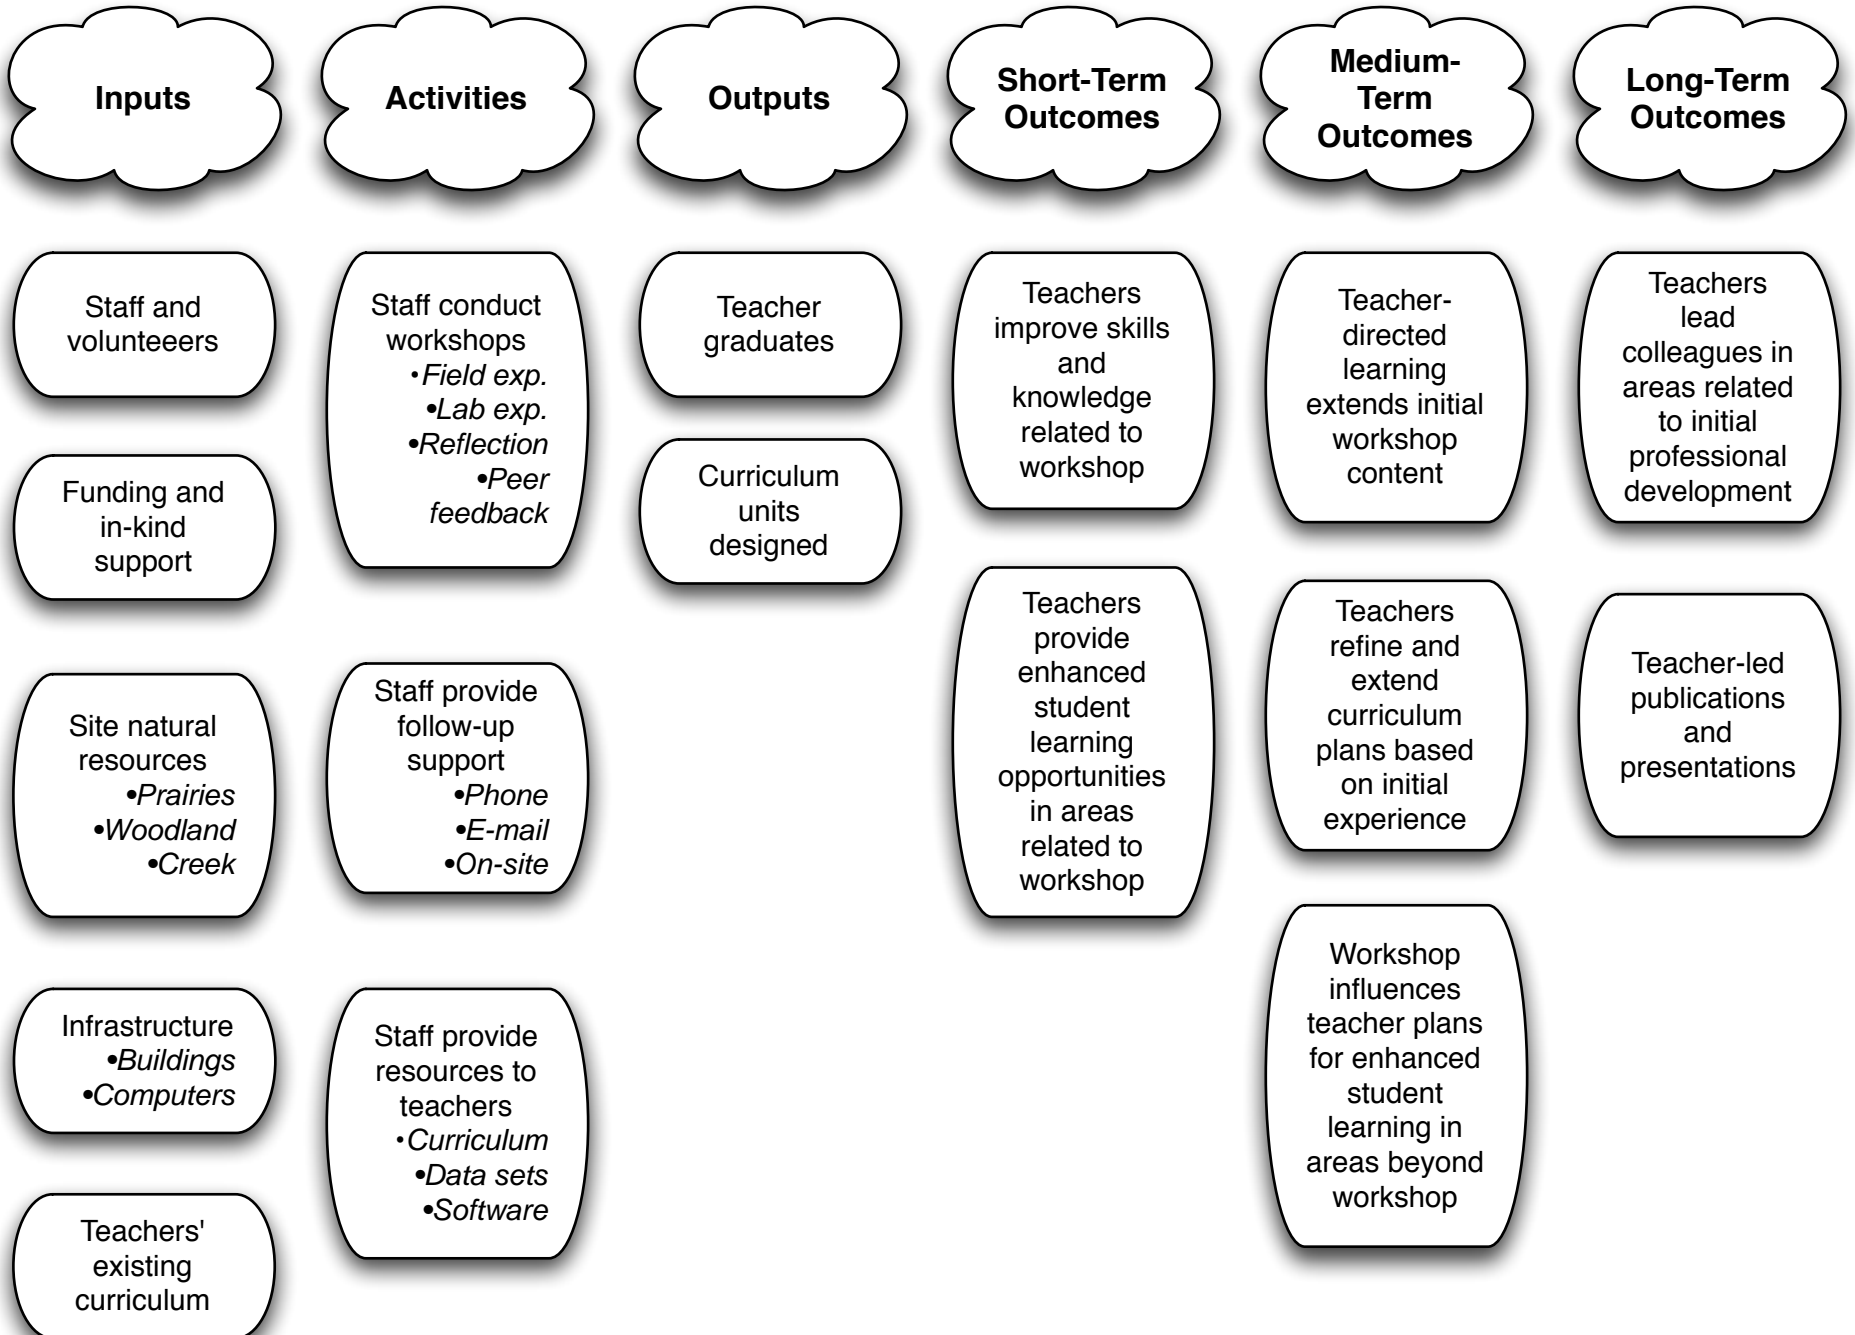 Inputs
Activities
Outputs
Short-Term
Outcomes
Medium-
Term
Outcomes
Long-Term
Outcomes
Staff and
volunteeers
Funding and
in-kind
support
Site natural
resources
•Prairies
•Woodland
•Creek
Infrastructure
•Buildings
•Computers
Teachers'
existing
curriculum
Staff conduct
workshops
•Field exp.
•Lab exp.
•Reflection
•Peer
feedback
Staff provide
follow-up
support
•Phone
•E-mail
•On-site
Staff provide
resources to
teachers
•Curriculum
•Data sets
•Software
Teacher
graduates
Curriculum
units
designed
Teachers
improve skills
and
knowledge
related to
workshop
Teachers
provide
enhanced
student
learning
opportunities
in areas
related to
workshop
Teacher-
directed
learning
extends initial
workshop
content
Teachers
refine and
extend
curriculum
plans based
on initial
experience
Workshop
influences
teacher plans
for enhanced
student
learning in
areas beyond
workshop
Teachers
lead
colleagues in
areas related
to initial
professional
development
Teacher-led
publications
and
presentations